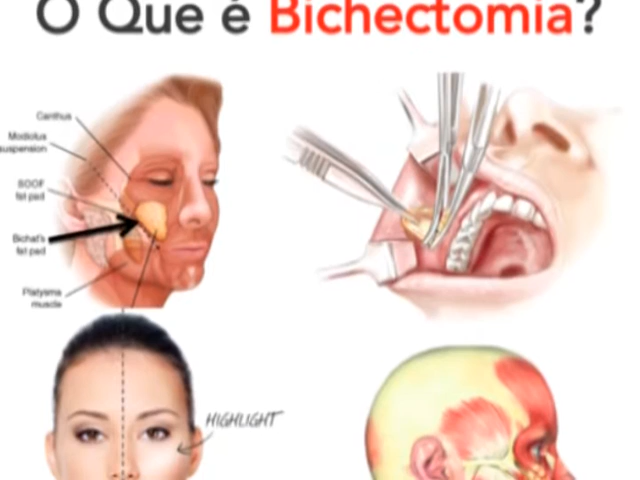 O Que é Bichectomia?
Canthus
Modiolus
suspension
SOOF
fat pad
Bichat's
fat pad
Platysma
muscle
HIGHLIGHT